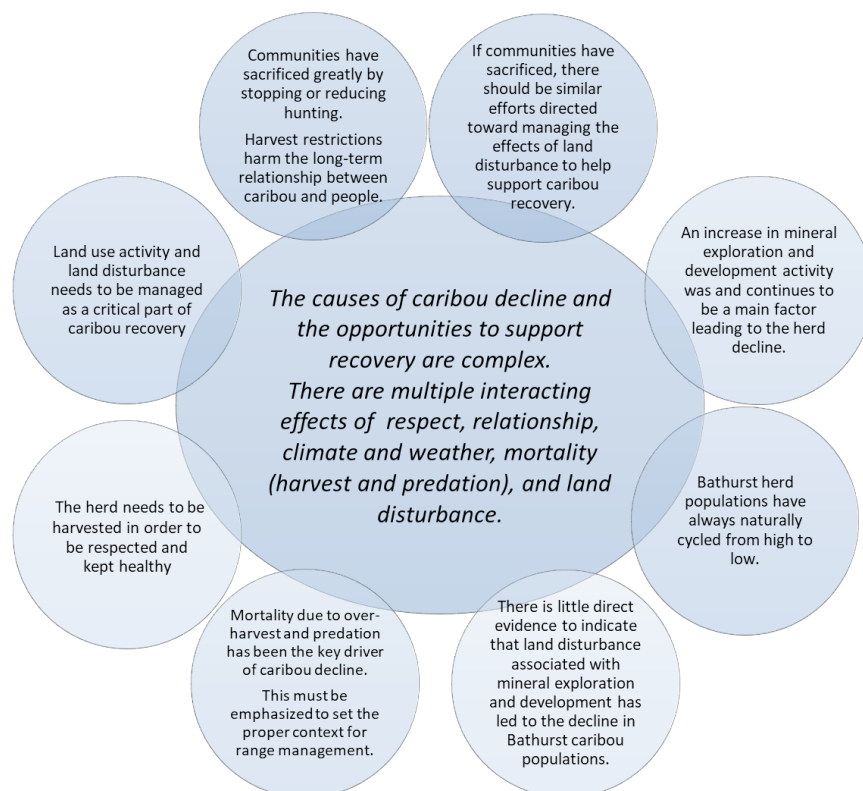 Communities have
sacrificed greatly by
stopping or reducing
hunting.
Harvest restrictions
harm the long-term
relationship between
caribou and people.
If communities have
sacrificed, there
should be similar
efforts directed
toward managing the
effects of land
disturbance to help
support caribou
recovery.
Land use activity and
land disturbance
needs to be managed
as a critical part of
caribou recovery
An increase in mineral
exploration and
development activity
was and continues to
be a main factor
leading to the herd
decline.
The causes of caribou decline and
the opportunities to support
recovery are complex.
There are multiple interacting
effects of respect, relationship,
climate and weather, mortality
(harvest and predation), and land
disturbance.
The herd needs to be
harvested in order to
be respected and
kept healthy
Bathurst herd
populations have
always naturally
cycled from high to
low.
Mortality due to over-
harvest and predation
has been the key driver
of caribou decline.
This must be
emphasized to set the
proper context for
range management.
There is little direct
evidence to indicate
that land disturbance
associated with
mineral exploration
and development has
led to the decline in
Bathurst caribou
populations.